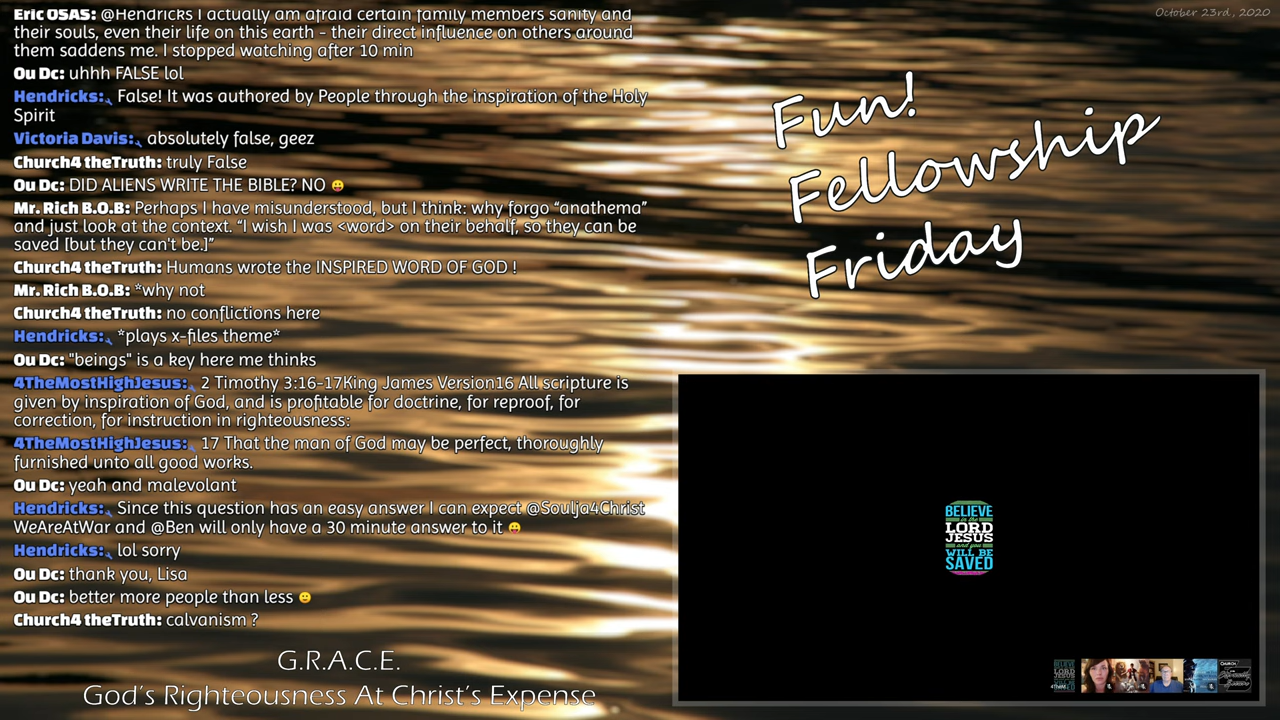 Eric OSAS: @Hendricks I actually am afraid certain family members sanity and
their souls, even their life on this earth - their direct influence on others around
them saddens me. I stopped watching after 10 min
Ou Dc: uhhh FALSE lol
Hendricks: False! It was authored by People through the inspiration of the Holy
Spirit
Victoria Davis: absolutely false, geez
Church4 theTruth: truly False
Ou Dc: DID ALIENS WRITE THE BIBLE? NO 😛
Mr. Rich B.O.B: Perhaps I have misunderstood, but I think: why forgo “anathema”
and just look at the context. “I wish I was <word> on their behalf, so they can be
saved [but they can't be.]”
Church4 theTruth: Humans wrote the INSPIRED WORD OF GOD !
Mr. Rich B.O.B: *why not
Church4 theTruth: no conflictions here
Hendricks: *plays x-files theme*
Ou Dc: "beings" is a key here me thinks
4TheMostHighJesus: 2 Timothy 3:16-17King James Version16 All scripture is
given by inspiration of God, and is profitable for doctrine, for reproof, for
correction, for instruction in righteousness:
4TheMostHighJesus: 17 That the man of God may be perfect, thoroughly
furnished unto all good works.
Ou Dc: yeah and malevolant
Hendricks: Since this question has an easy answer I can expect @Soulja4Christ
WeAreAtWar and @Ben will only have a 30 minute answer to it 😛
Hendricks: lol sorry
Ou Dc: thank you, Lisa
Ou Dc: better more people than less 🙂
Church4 theTruth: calvanism ?
G.R.A.C.E.
God's Righteousness At Christ's Expense
October 23rd, 2020
Fun!
Fellowship
Friday
BELIEVE
in the
LORD
JESUS
and you
WILL BE
SAVED